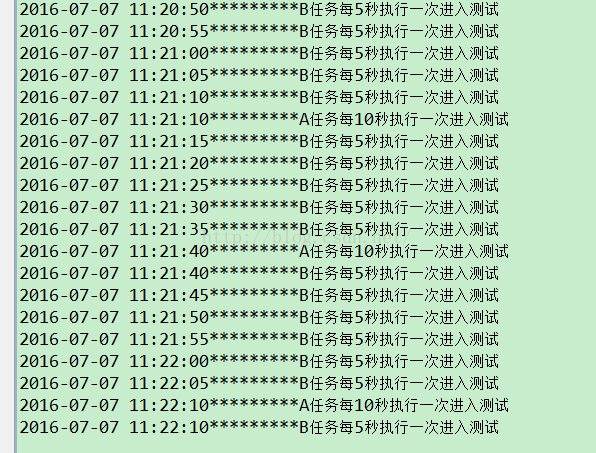 2016-07-07 11:20:50*********B任务每5秒执行一次进入测试
2016-07-07 11:20:55*********B任务每5秒执行一次进入测试
2016-07-07 11:21:00*********B任务每5秒执行一次进入测试
2016-07-07 11:21:05*********B任务每5秒执行一次进入测试
2016-07-07 11:21:10*********B任务每5秒执行一次进入测试
2016-07-07 11:21:10*********A任务每10秒执行一次进入测试
2016-07-07 11:21:15*********B任务每5秒执行一次进入测试
2016-07-07 11:21:20*********B任务每5秒执行一次进入测试
2016-07-07 11:21:25*********B任务每5秒执行一次进入测试
2016-07-07 11:21:30*********B任务每5秒执行一次进入测试
2016-07-07 11:21:35*********B任务每5秒执行一次进入测试
2016-07-07 11:21:40*********A任务每10秒执行一次进入测试
2016-07-07 11:21:40*********B任务每5秒执行一次进入测试
2016-07-07 11:21:45*********B任务每5秒执行一次进入测试
2016-07-07 11:21:50*********B任务每5秒执行一次进入测试
2016-07-07 11:21:55*********B任务每5秒执行一次进入测试
2016-07-07 11:22:00*********B任务每5秒执行一次进入测试
2016-07-07 11:22:05*********B任务每5秒执行一次进入测试
2016-07-07 11:22:10*********A任务每10秒执行一次进入测试
2016-07-07 11:22:10*********B任务每5秒执行一次进入测试